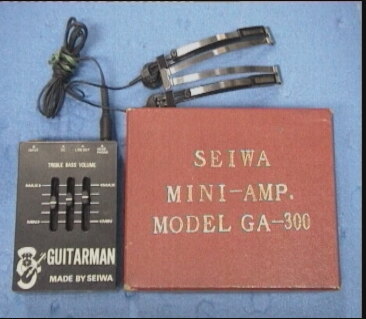 TREBLE BASS VOLUME
GUITARMAN
MADE BY SEIWA
SEIWA
MINI-AMP.
MODEL GA-300